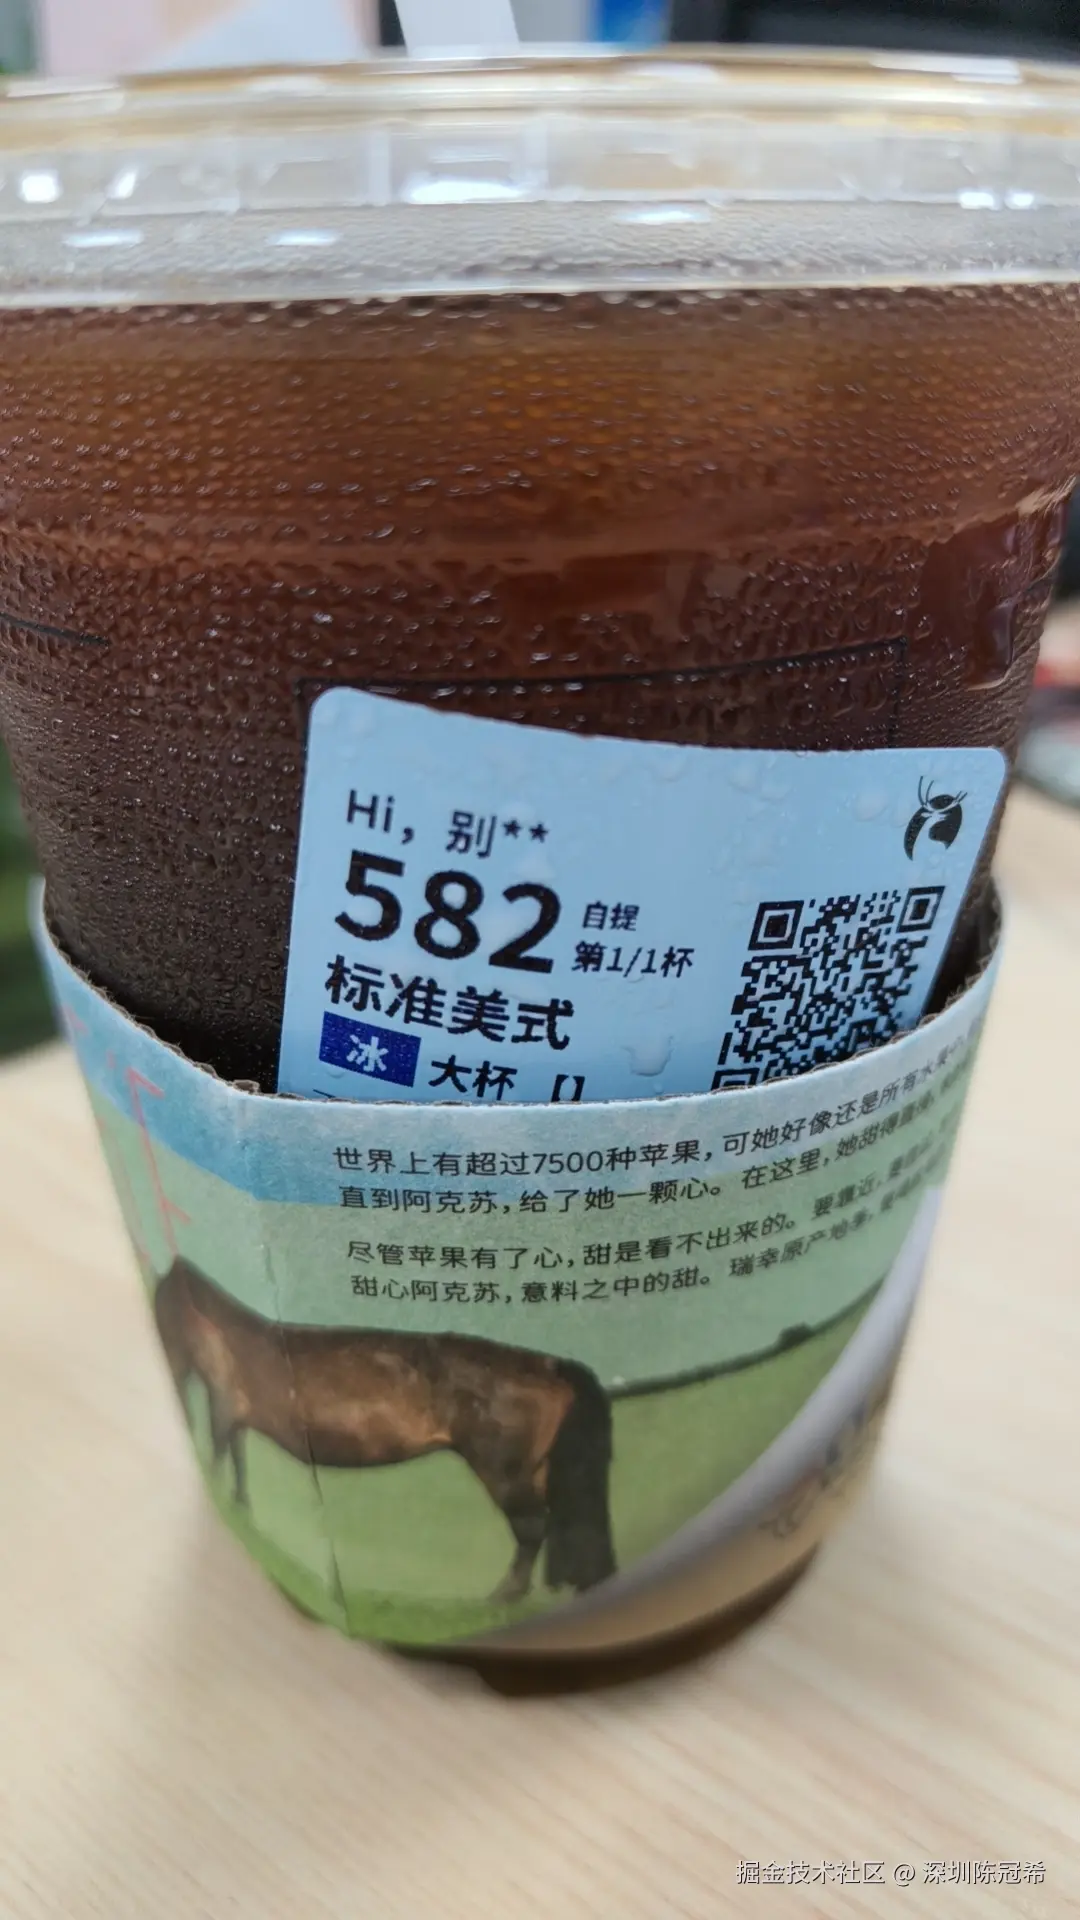 Hi，别**
582 自提
第1/1杯
标准美式
冰 大杯 【】
世界上有超过7500种苹果，可她好像还是所有水果
直到阿克苏，给了她一颗心。在这里，她甜得直接，
尽管苹果有了心，甜是看不出来的。要靠近，
甜心阿克苏，意料之中的甜。瑞幸原产地季，
掘金技术社区 @ 深圳陈冠希